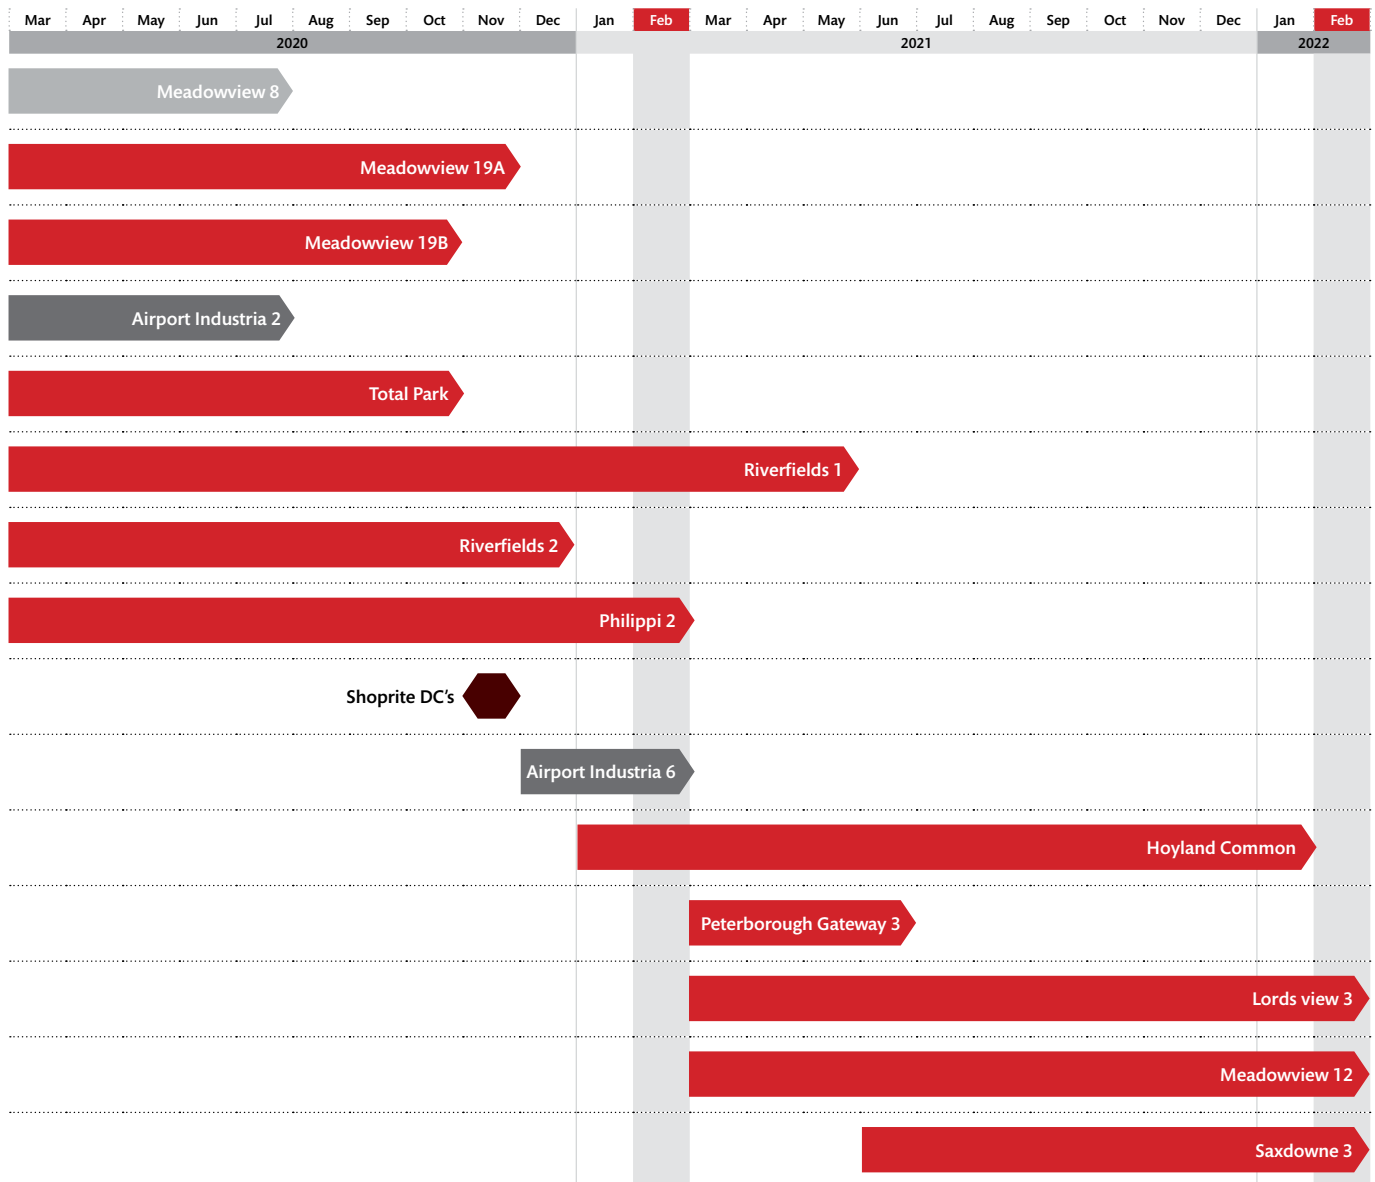 Mar Apr May Jun Jul Aug Sep Oct Nov Dec Jan Feb Mar Apr May Jun Jul Aug Sep Oct Nov Dec Jan Feb
2020 2021 2022
Meadowview 8
Meadowview 19A
Meadowview 19B
Airport Industria 2
Total Park
Riverfields 1
Riverfields 2
Philippi 2
Shoprite DC's
Airport Industria 6
Hoyland Common
Peterborough Gateway 3
Lords view 3
Meadowview 12
Saxdowne 3